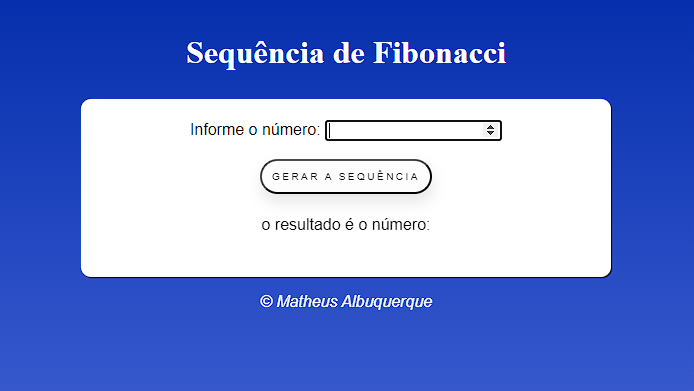 Sequência de Fibonacci
Informe o número:
GERAR A SEQUÊNCIA
o resultado é o número:
© Matheus Albuquerque